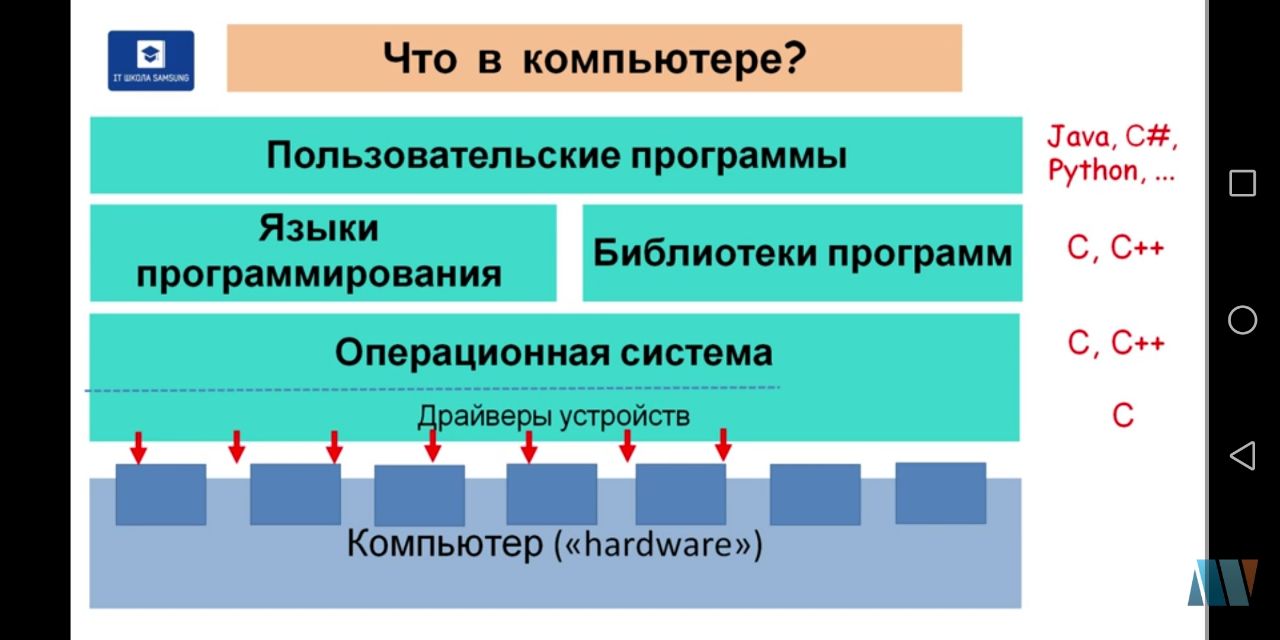 IT ШКОЛА SAMSUNG
Что в компьютере?
Пользовательские программы
Java, C#,
Python, ...
Языки
программирования
Библиотеки программ
C, C++
Операционная система
C, C++
Драйверы устройств
C
Компьютер («hardware»)